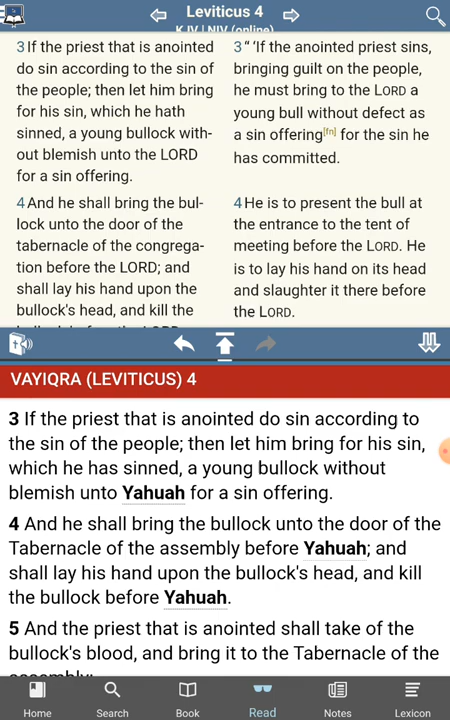 Leviticus 4
KJV | NIV (online)
3 If the priest that is anointed
do sin according to the sin of
the people; then let him bring
for his sin, which he hath
sinned, a young bullock with-
out blemish unto the LORD
for a sin offering.
4 And he shall bring the bul-
lock unto the door of the
tabernacle of the congrega-
tion before the LORD; and
shall lay his hand upon the
bullock's head, and kill the
3 “ ‘If the anointed priest sins,
bringing guilt on the people,
he must bring to the LORD a
young bull without defect as
a sin offering[fn] for the sin he
has committed.
4 He is to present the bull at
the entrance to the tent of
meeting before the LORD. He
is to lay his hand on its head
and slaughter it there before
the LORD.
VAYIQRA (LEVITICUS) 4
3 If the priest that is anointed do sin according to
the sin of the people; then let him bring for his sin,
which he has sinned, a young bullock without
blemish unto Yahuah for a sin offering.
4 And he shall bring the bullock unto the door of the
Tabernacle of the assembly before Yahuah; and
shall lay his hand upon the bullock's head, and kill
the bullock before Yahuah.
5 And the priest that is anointed shall take of the
bullock's blood, and bring it to the Tabernacle of the
assembly:
Home
Search
Book
Read
Notes
Lexicon